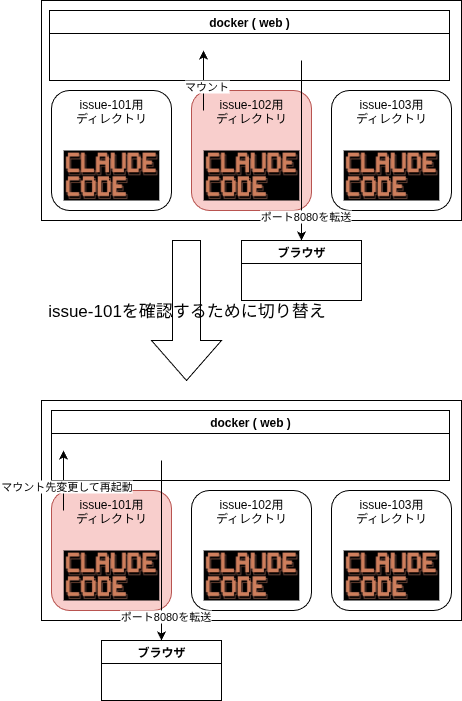 docker ( web )
マウント
issue-101用
ディレクトリ
issue-102用
ディレクトリ
issue-103用
ディレクトリ
CLAUDE
CODE
CLAUDE
CODE
CLAUDE
CODE
ポート8080を転送
ブラウザ
issue-101を確認するために切り替え
docker ( web )
マウント先変更して再起動
issue-101用
ディレクトリ
issue-102用
ディレクトリ
issue-103用
ディレクトリ
CLAUDE
CODE
CLAUDE
CODE
CLAUDE
CODE
ポート8080を転送
ブラウザ